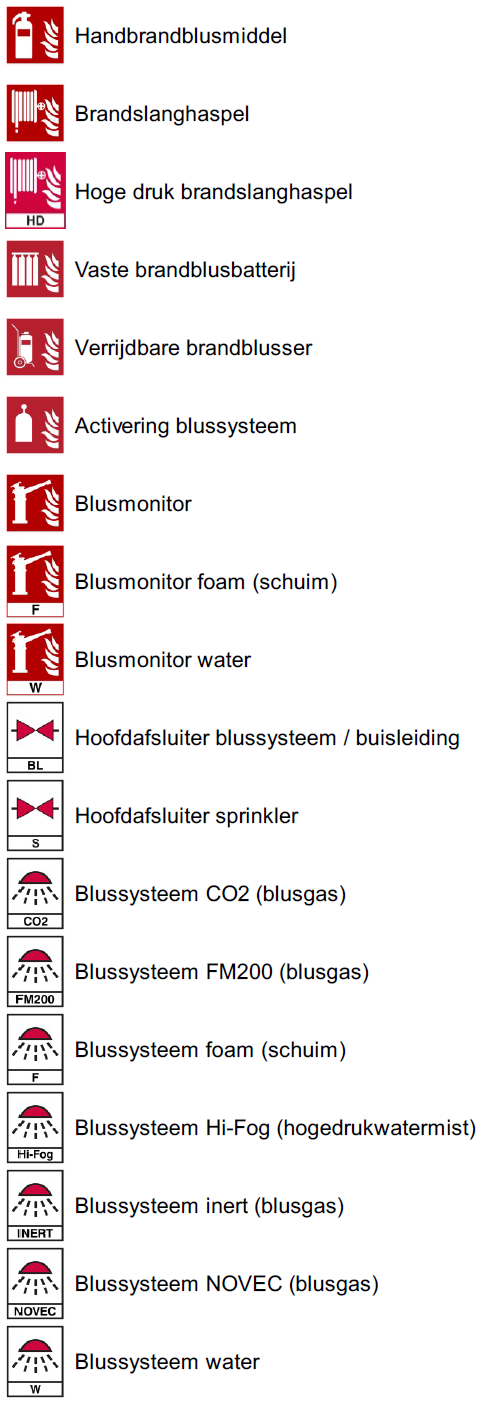 Handbrandblusmiddel
Brandslanghaspel
Hoge druk brandslanghaspel
HD
Vaste brandblusbatterij
Verrijdbare brandblusser
Activering blussysteem
Blusmonitor
Blusmonitor foam (schuim)
F
Blusmonitor water
W
Hoofdafsluiter blussysteem / buisleiding
BL
Hoofdafsluiter sprinkler
S
Blussysteem CO2 (blusgas)
CO2
Blussysteem FM200 (blusgas)
FM200
Blussysteem foam (schuim)
F
Blussysteem Hi-Fog (hogedrukwatermist)
Hi-Fog
Blussysteem inert (blusgas)
INERT
Blussysteem NOVEC (blusgas)
NOVEC
Blussysteem water
W